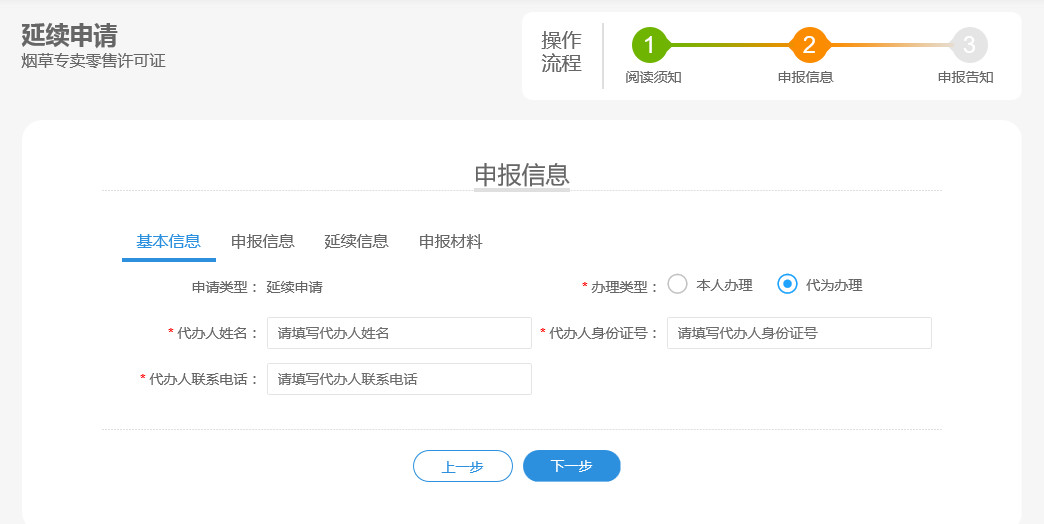 延续申请
烟草专卖零售许可证
操作
流程
1 2 3
阅读须知 申报信息 申报告知
申报信息
基本信息 申报信息 延续信息 申报材料
申请类型： 延续申请 * 办理类型： 本人办理 代为办理
* 代办人姓名： 请填写代办人姓名 * 代办人身份证号： 请填写代办人身份证号
* 代办人联系电话： 请填写代办人联系电话
上一步 下一步